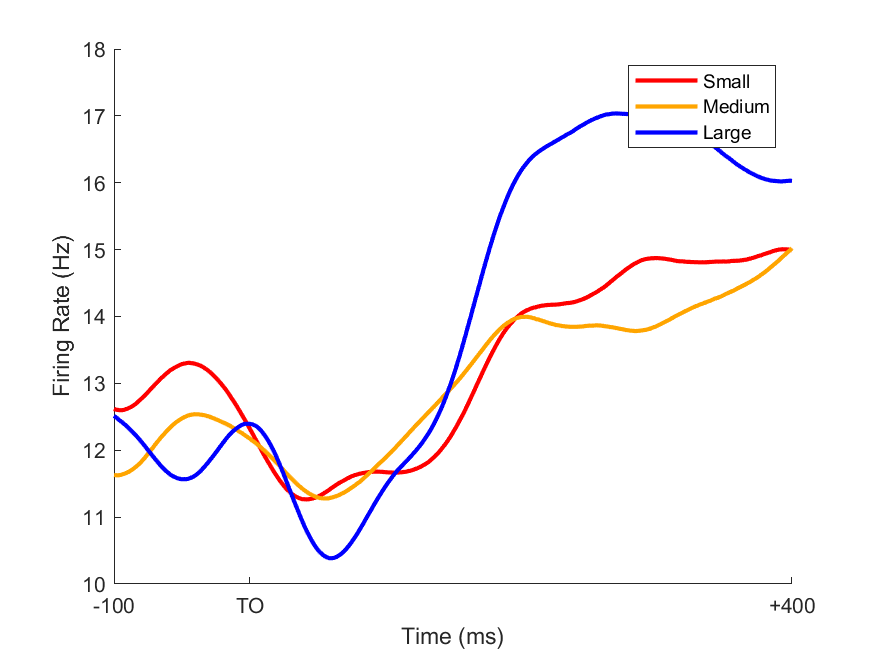 18
17
16
15
14
13
12
11
10
Firing Rate (Hz)
Small
Medium
Large
-100
TO
+400
Time (ms)